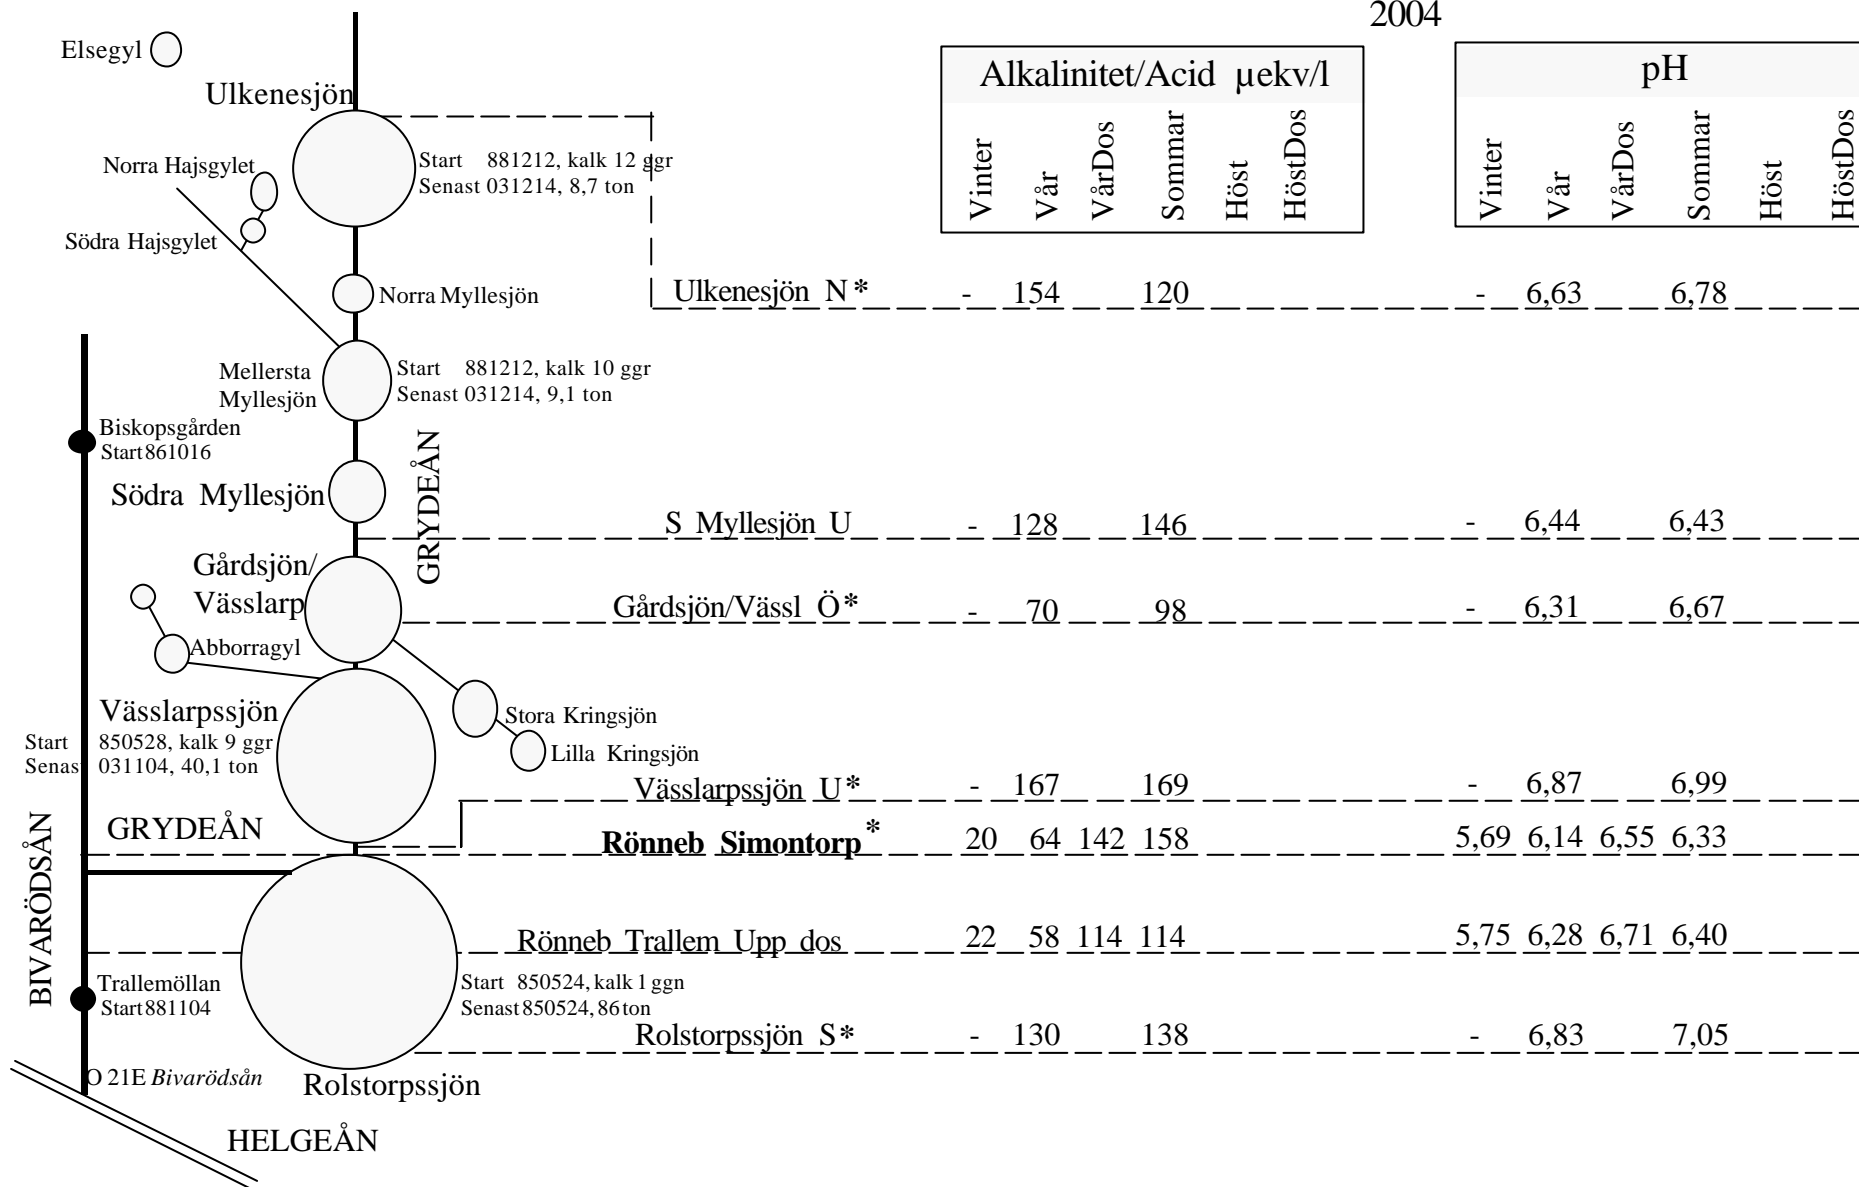 2004
Elsegyl
Alkalinitet/Acid µekv/l
pH
Ulkenesjön
Vinter
Vår
VårDos
Sommar
Höst
HöstDos
Vinter
Vår
VårDos
Sommar
Höst
HöstDos
Start 881212, kalk 12 ggr
Senast 031214, 8,7 ton
Norra Hajsgylet
Södra Hajsgylet
Norra Myllesjön
Ulkenesjön N* - 154 120 - 6,63 6,78
Mellersta
Myllesjön
Start 881212, kalk 10 ggr
Senast 031214, 9,1 ton
Biskopsgården
Start 861016
GRYDEÅN
Södra Myllesjön
S Myllesjön U - 128 146 - 6,44 6,43
Gårdsjön/
Vässlarp
Gårdsjön/Vässl Ö* - 70 98 - 6,31 6,67
Abborragyl
Vässlarpssjön
Start 850528, kalk 9 ggr
Senast 031104, 40,1 ton
Stora Kringsjön
Lilla Kringsjön
Vässlarpssjön U* - 167 169 - 6,87 6,99
GRYDEÅN
Rönneb Simontorp* 20 64 142 158 5,69 6,14 6,55 6,33
BIVARÖDSÅN
Rönneb Trallem Upp dos 22 58 114 114 5,75 6,28 6,71 6,40
Trallemöllan
Start 881104
Start 850524, kalk 1 ggn
Senast 850524, 86 ton
Rolstorpssjön S* - 130 138 - 6,83 7,05
O 21E Bivarödsån
Rolstorpssjön
HELGEÅN